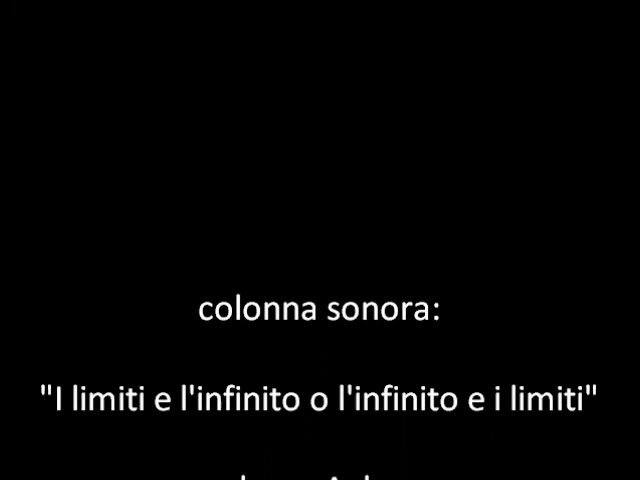 colonna sonora:
"I limiti e l'infinito o l'infinito e i limiti"